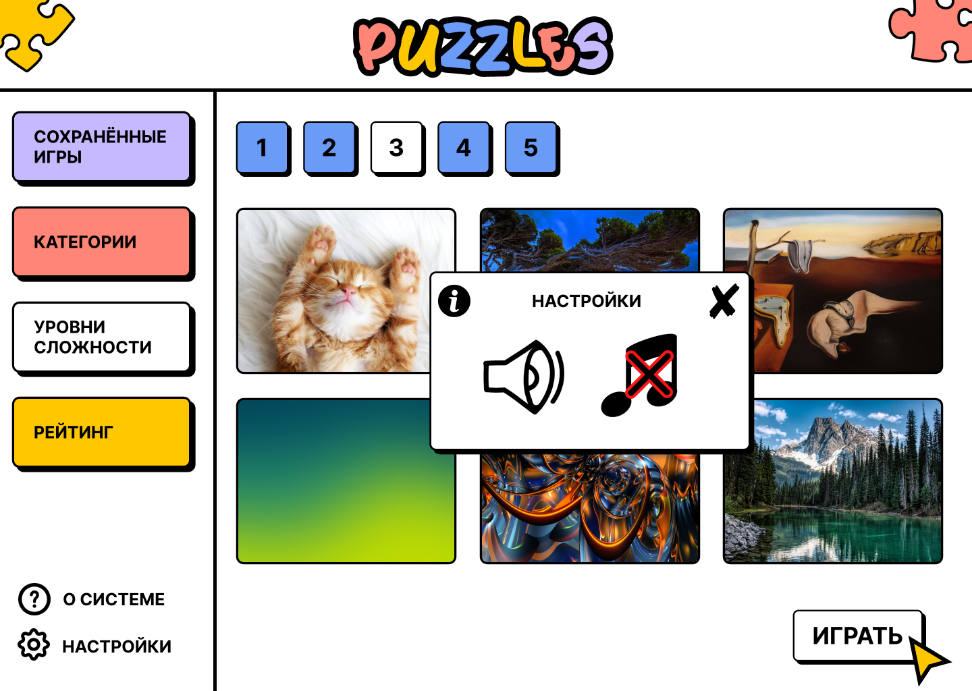 PUZZLES
СОХРАНЁННЫЕ
ИГРЫ
КАТЕГОРИИ
УРОВНИ
СЛОЖНОСТИ
РЕЙТИНГ
? О СИСТЕМЕ
НАСТРОЙКИ
1 2 3 4 5
i НАСТРОЙКИ
ИГРАТЬ